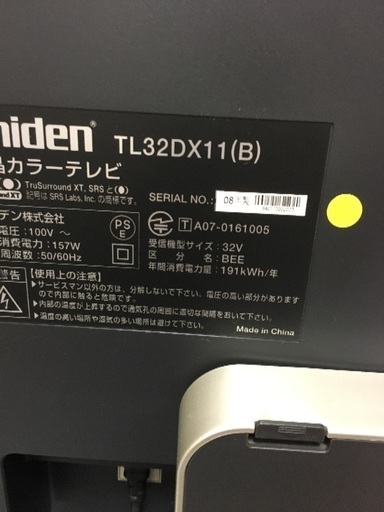 niden TL32DX11(B)
晶カラーテレビ
TruSurround XT, SRS と(●)
記号は SRS Labs, Inc. の商標です。
SERIAL NO.: 08
デン株式会社
電圧：100V ～
消費電力：157W
周波数：50/60Hz
PS
E
T A07-0161005
受信機型サイズ：32V
区分名：BEE
年間消費電力量：191kWh/年
警告 【使用上の注意】
▶サービスマン以外の方は、分解しないで下さい。電圧の高い部分がありますので内部に触ると危険です。
▶内部の温度が上昇するので通気孔の周囲に適切な間隔をあけて下さい。
▶温度の高い場所や湿気の多い場所は避けて下さい。
Made in China